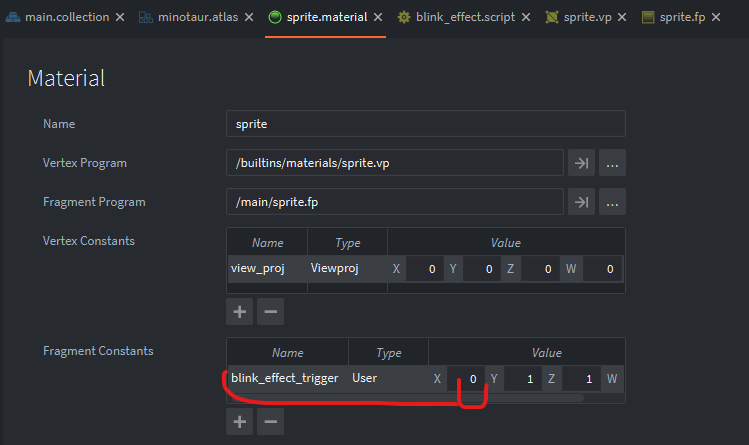 main.collection × minotaur.atlas × sprite.material × blink_effect.script × sprite.vp × sprite.fp ×
Material
Name sprite
Vertex Program /builtins/materials/sprite.vp ...
Fragment Program /main/sprite.fp ...
Vertex Constants Name Type Value
view_proj Viewproj X 0 Y 0 Z 0 W 0
+ −
Fragment Constants Name Type Value
blink_effect_trigger User X 0 Y 1 Z 1 W
+ −